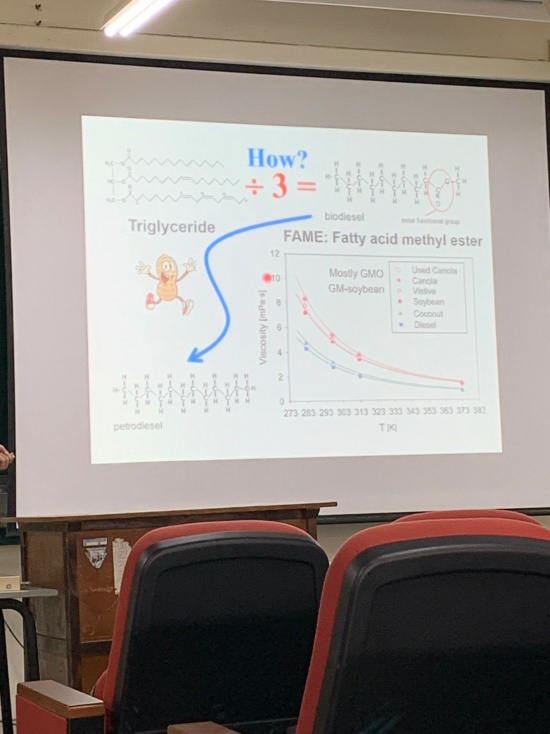 How?
÷ 3 =
Triglyceride
biodiesel
ester functional group
FAME: Fatty acid methyl ester
Mostly GMO
GM-soybean
Used Canola
Canola
Vistive
Soybean
Coconut
Diesel
Viscosity [mPa·s]
12
10
8
6
4
2
0
273 283 293 303 313 323 333 343 353 363 373 383
T (K)
petrodiesel